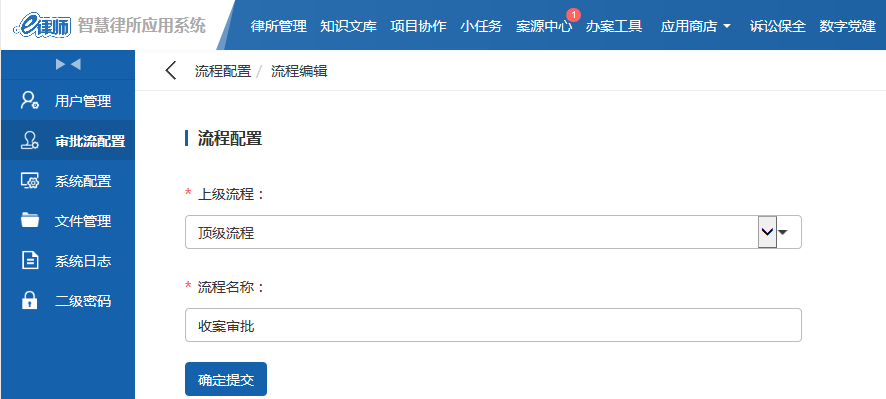 e律师 智慧律所应用系统 律所管理 知识文库 项目协作 小任务 案源中心 1 办案工具 应用商店 诉讼保全 数字党建
流程配置 / 流程编辑
用户管理
审批流配置
系统配置
文件管理
系统日志
二级密码
流程配置
* 上级流程：
顶级流程
* 流程名称：
收案审批
确定提交